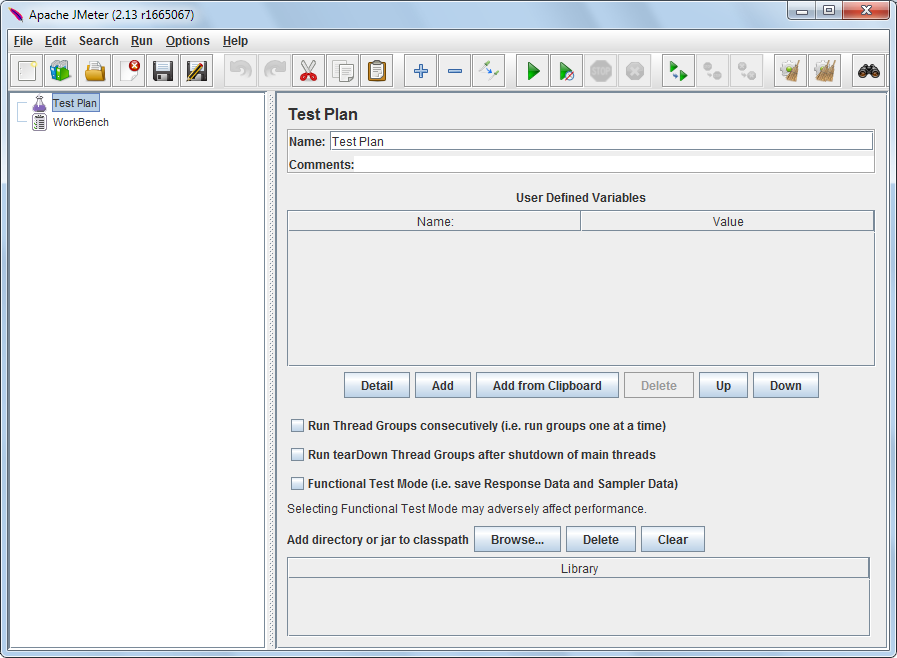 Apache JMeter (2.13 r1665067)
File Edit Search Run Options Help
Test Plan
WorkBench
Test Plan
Name: Test Plan
Comments:
User Defined Variables
Name: Value
Detail Add Add from Clipboard Delete Up Down
Run Thread Groups consecutively (i.e. run groups one at a time)
Run tearDown Thread Groups after shutdown of main threads
Functional Test Mode (i.e. save Response Data and Sampler Data)
Selecting Functional Test Mode may adversely affect performance.
Add directory or jar to classpath Browse... Delete Clear
Library